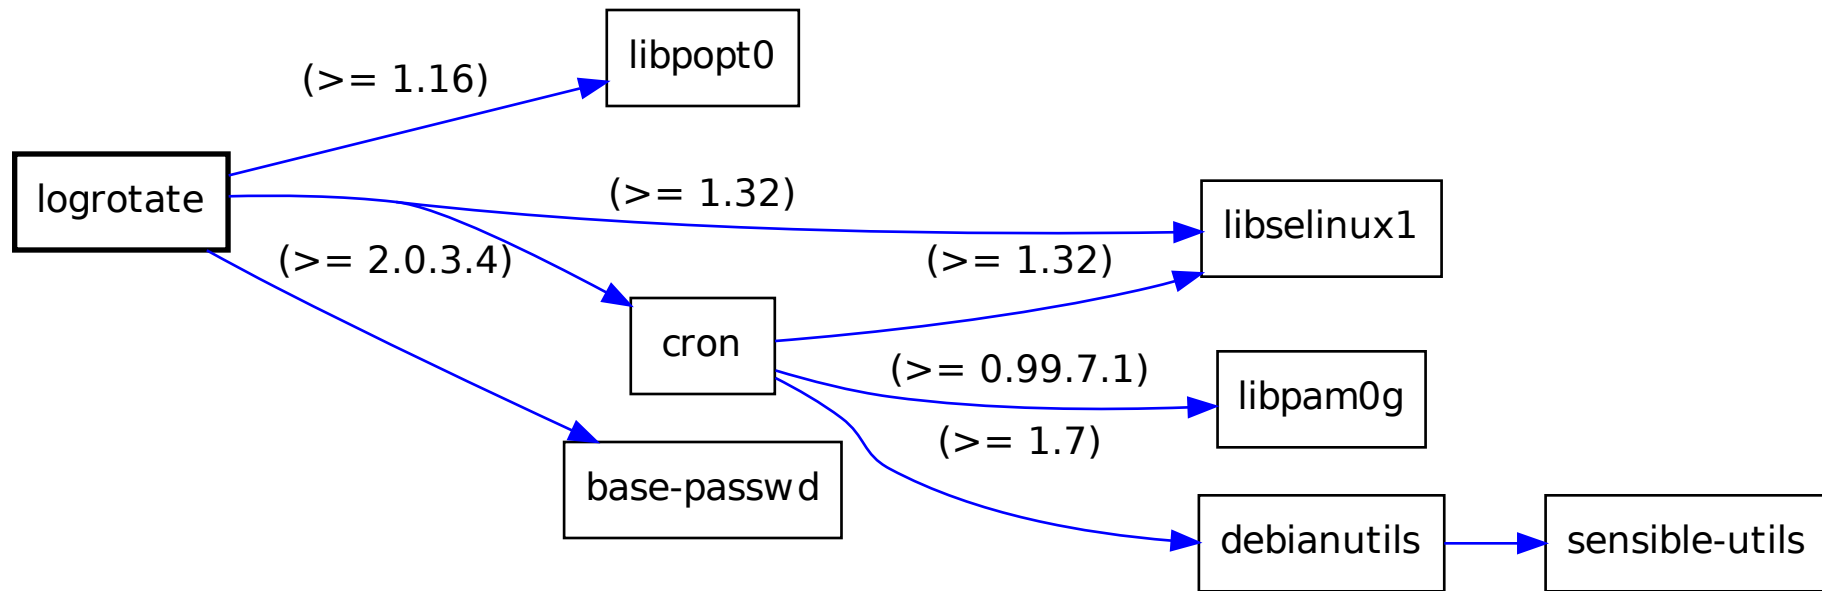 libpopt0
(>= 1.16)
logrotate
(>= 1.32)
libselinux1
(>= 2.0.3.4)
(>= 1.32)
cron
(>= 0.99.7.1)
libpam0g
(>= 1.7)
base-passwd
debianutils
sensible-utils